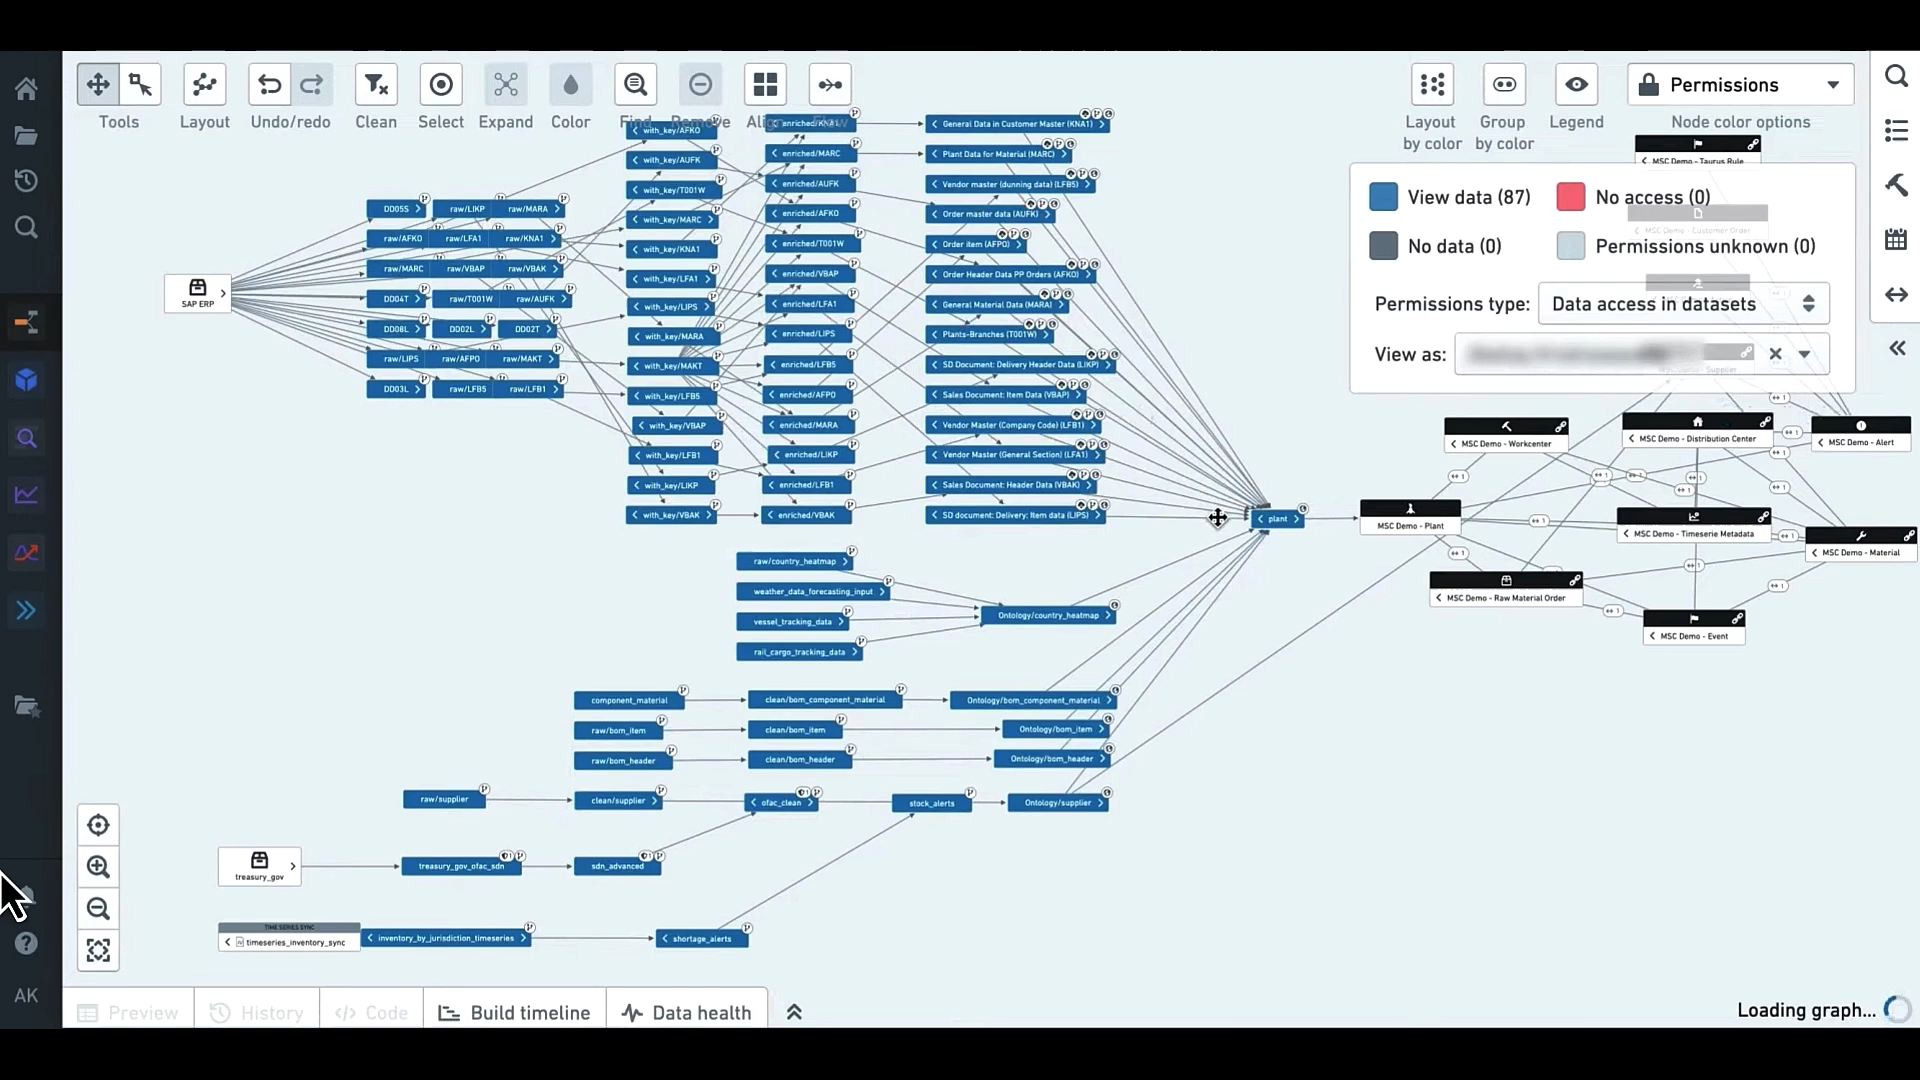 Tools
Layout
Undo/redo
Clean
Select
Expand
Color
Find
Remove
Align
Flow
Layout by color
Group by color
Legend
Permissions
Node color options
View data (87)
No access (0)
No data (0)
Permissions unknown (0)
Permissions type: Data access in datasets
View as:
SAP ERP
DD05S
raw/LIKP
raw/MARA
raw/AFKO
raw/LFA1
raw/KNA1
raw/MARC
raw/VBAP
raw/VBAK
DD04T
raw/T001W
raw/AUFK
DD08L
DD02L
DD02T
raw/LIPS
raw/AFPO
raw/MAKT
DD03L
raw/LFB5
raw/LFB1
with_key/AFKO
with_key/AUFK
with_key/T001W
with_key/MARC
with_key/KNA1
with_key/LFA1
with_key/LIPS
with_key/MARA
with_key/MAKT
with_key/LFB5
with_key/VBAP
with_key/LFB1
with_key/LIKP
with_key/VBAK
enriched/KNA1
enriched/MARC
enriched/AUFK
enriched/AFKO
enriched/T001W
enriched/VBAP
enriched/LFA1
enriched/LIPS
enriched/LFB5
enriched/AFPO
enriched/MARA
enriched/LIKP
enriched/LFB1
enriched/VBAK
General Data in Customer Master (KNA1)
Plant Data for Material (MARC)
Vendor master (dunning data) (LFB5)
Order master data (AUFK)
Order item (AFPO)
Order Header Data PP Orders (AFKO)
General Material Data (MARA)
Plants-Branches (T001W)
SD Document: Delivery Header Data (LIKP)
Sales Document: Item Data (VBAP)
Vendor Master (Company Code) (LFB1)
Vendor Master (General Section) (LFA1)
Sales Document: Header Data (VBAK)
SD document: Delivery: Item data (LIPS)
plant
MSC Demo - Taurus Rule
MSC Demo - Customer Order
MSC Demo - Supplier
MSC Demo - Workcenter
MSC Demo - Distribution Center
MSC Demo - Alert
MSC Demo - Plant
MSC Demo - Timeserie Metadata
MSC Demo - Material
MSC Demo - Raw Material Order
MSC Demo - Event
raw/country_heatmap
weather_data_forecasting_input
vessel_tracking_data
rail_cargo_tracking_data
Ontology/country_heatmap
component_material
clean/bom_component_material
Ontology/bom_component_material
raw/bom_item
clean/bom_item
Ontology/bom_item
raw/bom_header
clean/bom_header
Ontology/bom_header
raw/supplier
clean/supplier
ofac_clean
stock_alerts
Ontology/supplier
treasury_gov
treasury_gov_ofac_sdn
sdn_advanced
TIME SERIES SYNC
timeseries_inventory_sync
inventory_by_jurisdiction_timeseries
shortage_alerts
AK
Preview
History
Code
Build timeline
Data health
Loading graph...